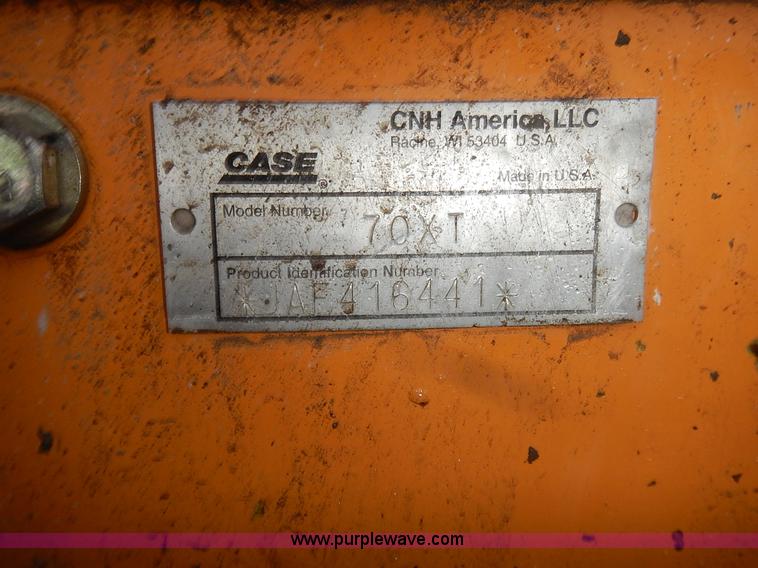 CNH America, LLC
Racine, WI 53404 U.S.A.
CASE®
Made in U.S.A.
Model Number
70XT
Product Identification Number
*JAF416441*
www.purplewave.com